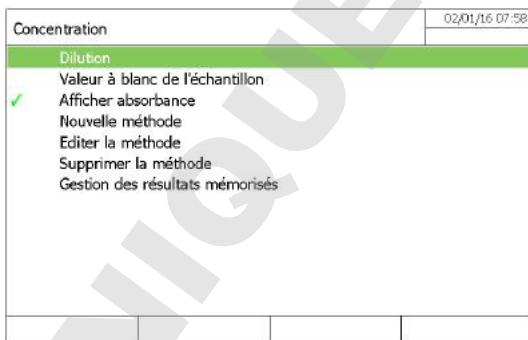 Concentration
02/01/16 07:58
Dilution
Valeur à blanc de l'échantillon
✓ Afficher absorbance
Nouvelle méthode
Editer la méthode
Supprimer la méthode
Gestion des résultats mémorisés